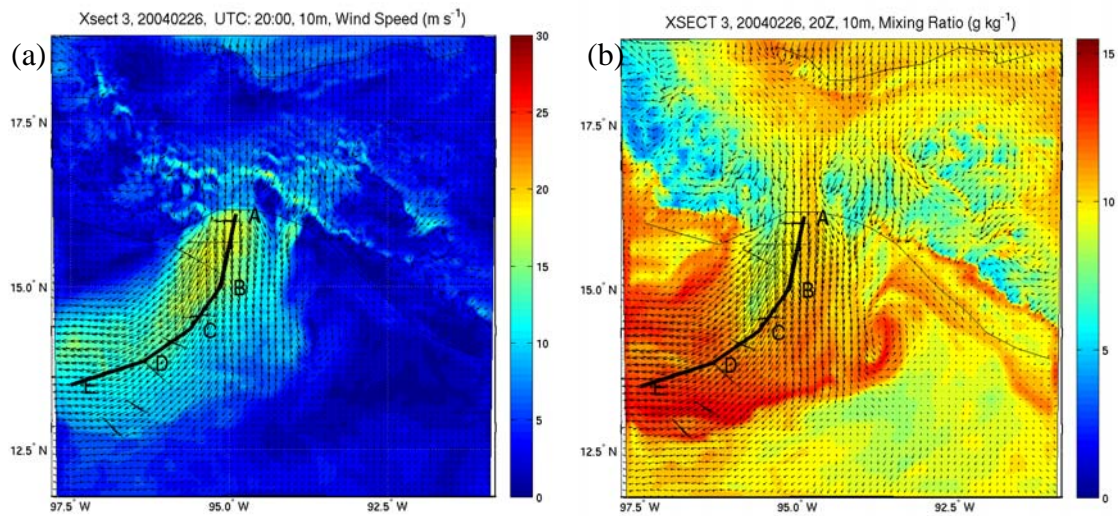 Xsect 3, 20040226, UTC: 20:00, 10m, Wind Speed (m s-1)
(a)
30
25
20
15
10
5
0
17.5° N
15.0° N
12.5° N
97.5° W
95.0° W
92.5° W
A
B
C
D
E
XSECT 3, 20040226, 20Z, 10m, Mixing Ratio (g kg-1)
(b)
15
10
5
0
17.5° N
15.0° N
12.5° N
97.5° W
95.0° W
92.5° W
A
B
C
D
E